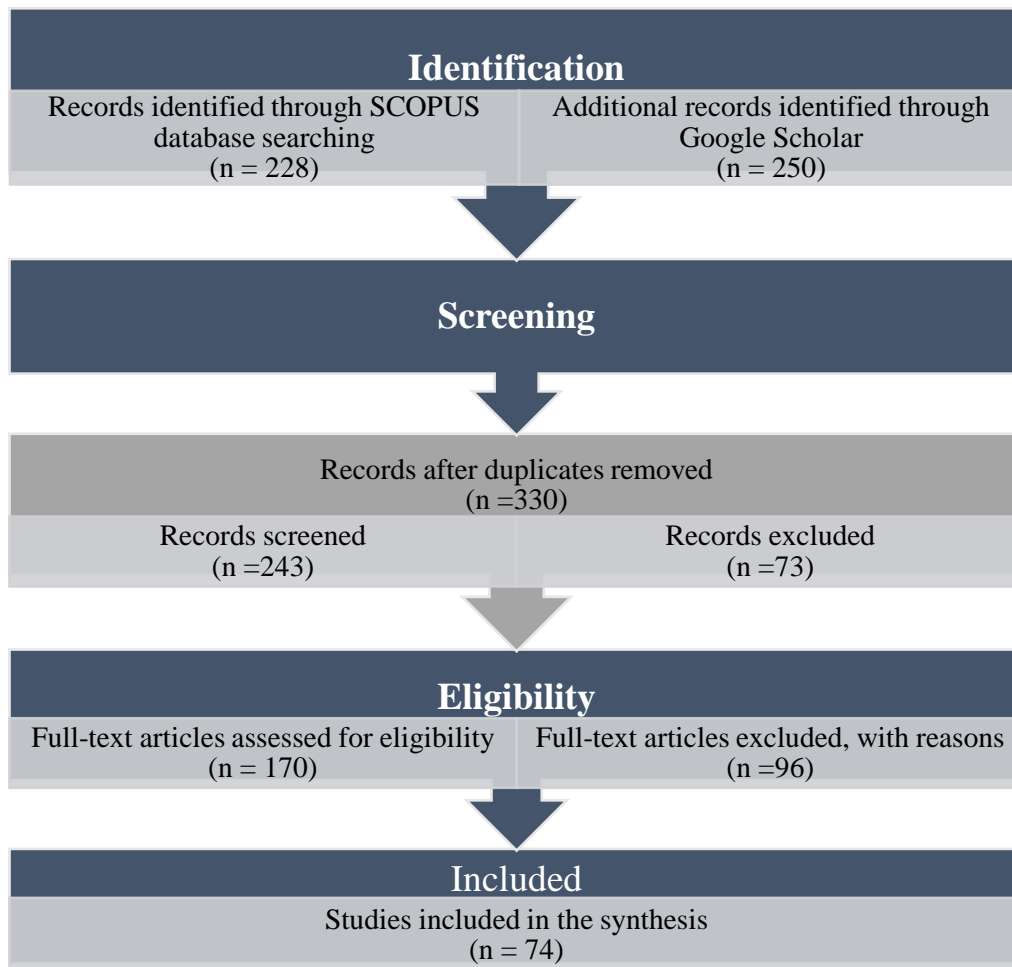 Identification
Records identified through SCOPUS
database searching
(n = 228)
Additional records identified through
Google Scholar
(n = 250)
Screening
Records after duplicates removed
(n =330)
Records screened
(n =243)
Records excluded
(n =73)
Eligibility
Full-text articles assessed for eligibility
(n = 170)
Full-text articles excluded, with reasons
(n =96)
Included
Studies included in the synthesis
(n = 74)